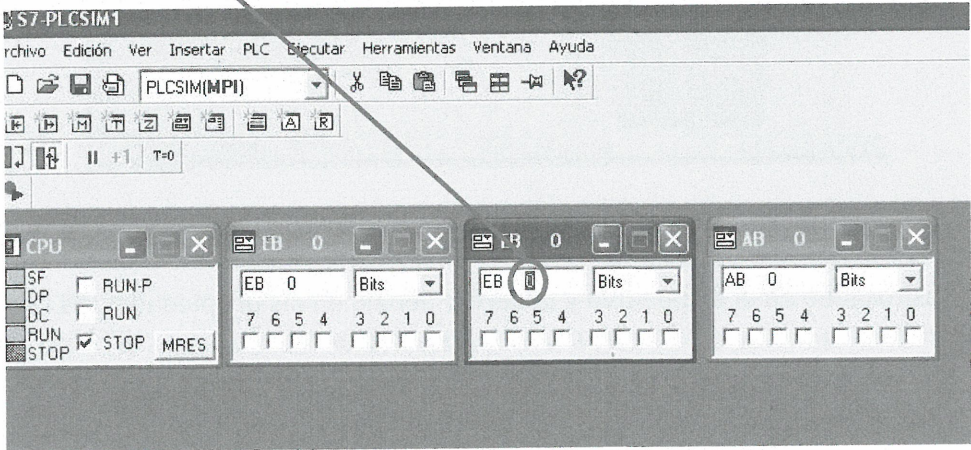 S7-PLCSIM1
rchivo Edición Ver Insertar PLC Ejecutar Herramientas Ventana Ayuda
PLCSIM(MPI)
M T Z A R
+1 T=0
CPU
SF
DP
DC
RUN
STOP
RUN-P
RUN
STOP
MRES
EB 0
EB 0 Bits
7 6 5 4 3 2 1 0
EB 0
EB 0 Bits
7 6 5 4 3 2 1 0
AB 0
AB 0 Bits
7 6 5 4 3 2 1 0